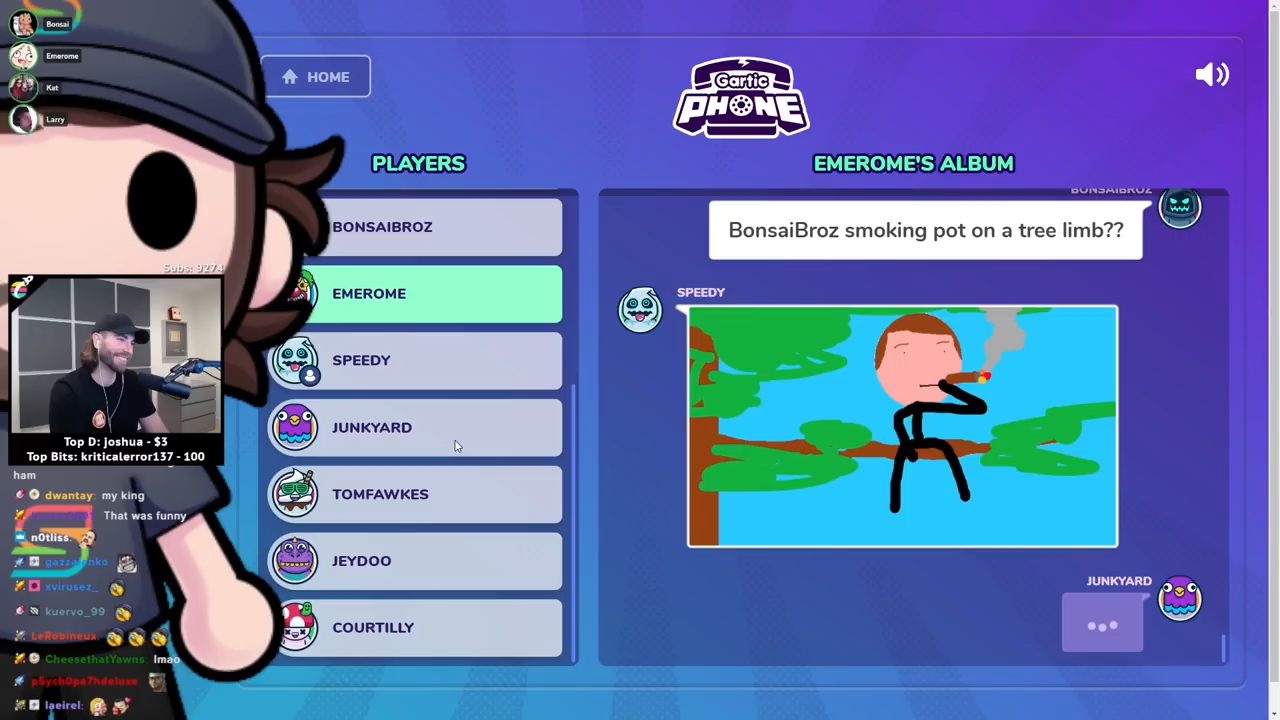 Bonsai
Emerome
Kat
Larry
HOME
Gartic
PHONE
PLAYERS
BONSAIBROZ
EMEROME
SPEEDY
JUNKYARD
TOMFAWKES
JEYDOO
COURTILLY
EMEROME'S ALBUM
BONSAIBROZ
BonsaiBroz smoking pot on a tree limb??
SPEEDY
JUNKYARD
Subs: 9274
Top D: joshua - $3
Top Bits: kriticalerror137 - 100
ham
dwantay: my king
That was funny
n0tliss:
xvirusez_
kuervo_99:
LeRobineux
CheesethatYawns: lmao
p5ych0pa7hdeluxe
laeirel: